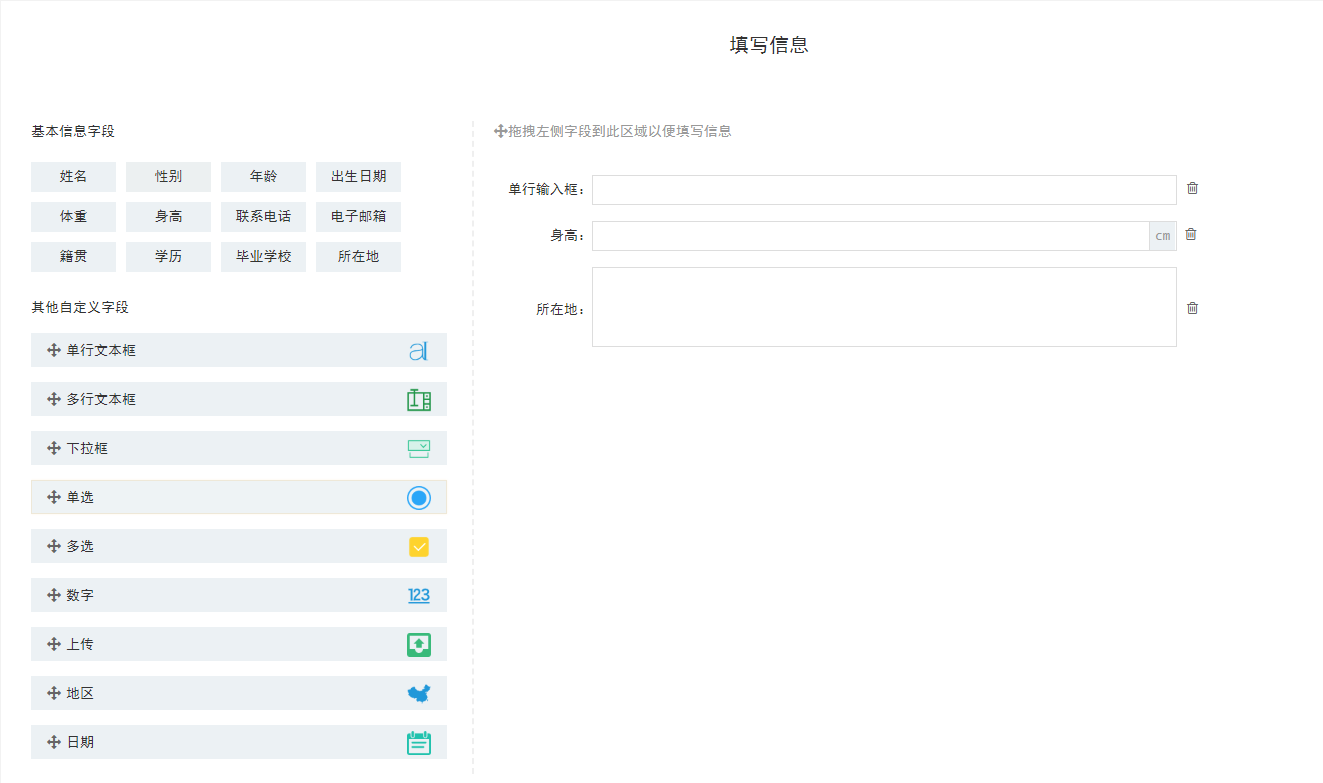 填写信息
基本信息字段
姓名 性别 年龄 出生日期
体重 身高 联系电话 电子邮箱
籍贯 学历 毕业学校 所在地
其他自定义字段
单行文本框 al
多行文本框
下拉框
单选
多选
数字 123
上传
地区
日期
拖拽左侧字段到此区域以便填写信息
单行输入框:
身高: cm
所在地: